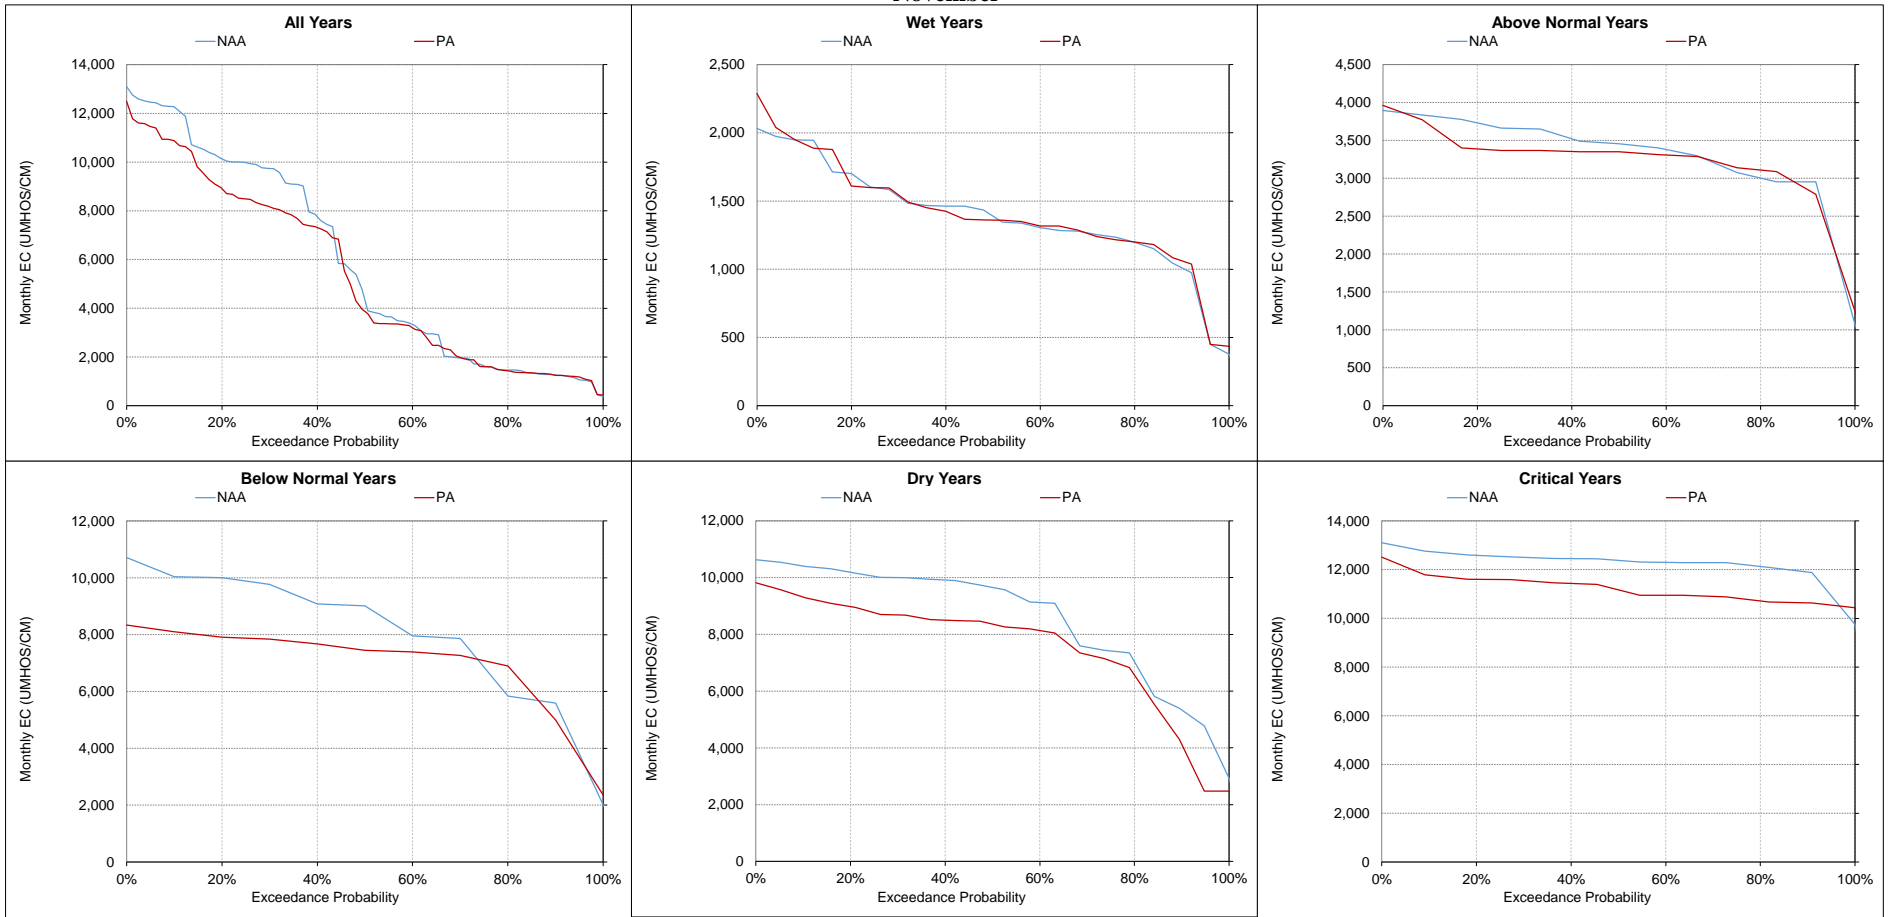 All Years
NAA PA
14,000
12,000
10,000
8,000
6,000
4,000
2,000
0
Monthly EC (UMHOS/CM)
0% 20% 40% 60% 80% 100%
Exceedance Probability
Wet Years
NAA PA
2,500
2,000
1,500
1,000
500
0
Monthly EC (UMHOS/CM)
0% 20% 40% 60% 80% 100%
Exceedance Probability
Above Normal Years
NAA PA
4,500
4,000
3,500
3,000
2,500
2,000
1,500
1,000
500
0
Monthly EC (UMHOS/CM)
0% 20% 40% 60% 80% 100%
Exceedance Probability
Below Normal Years
NAA PA
12,000
10,000
8,000
6,000
4,000
2,000
0
Monthly EC (UMHOS/CM)
0% 20% 40% 60% 80% 100%
Exceedance Probability
Dry Years
NAA PA
12,000
10,000
8,000
6,000
4,000
2,000
0
Monthly EC (UMHOS/CM)
0% 20% 40% 60% 80% 100%
Exceedance Probability
Critical Years
NAA PA
14,000
12,000
10,000
8,000
6,000
4,000
2,000
0
Monthly EC (UMHOS/CM)
0% 20% 40% 60% 80% 100%
Exceedance Probability